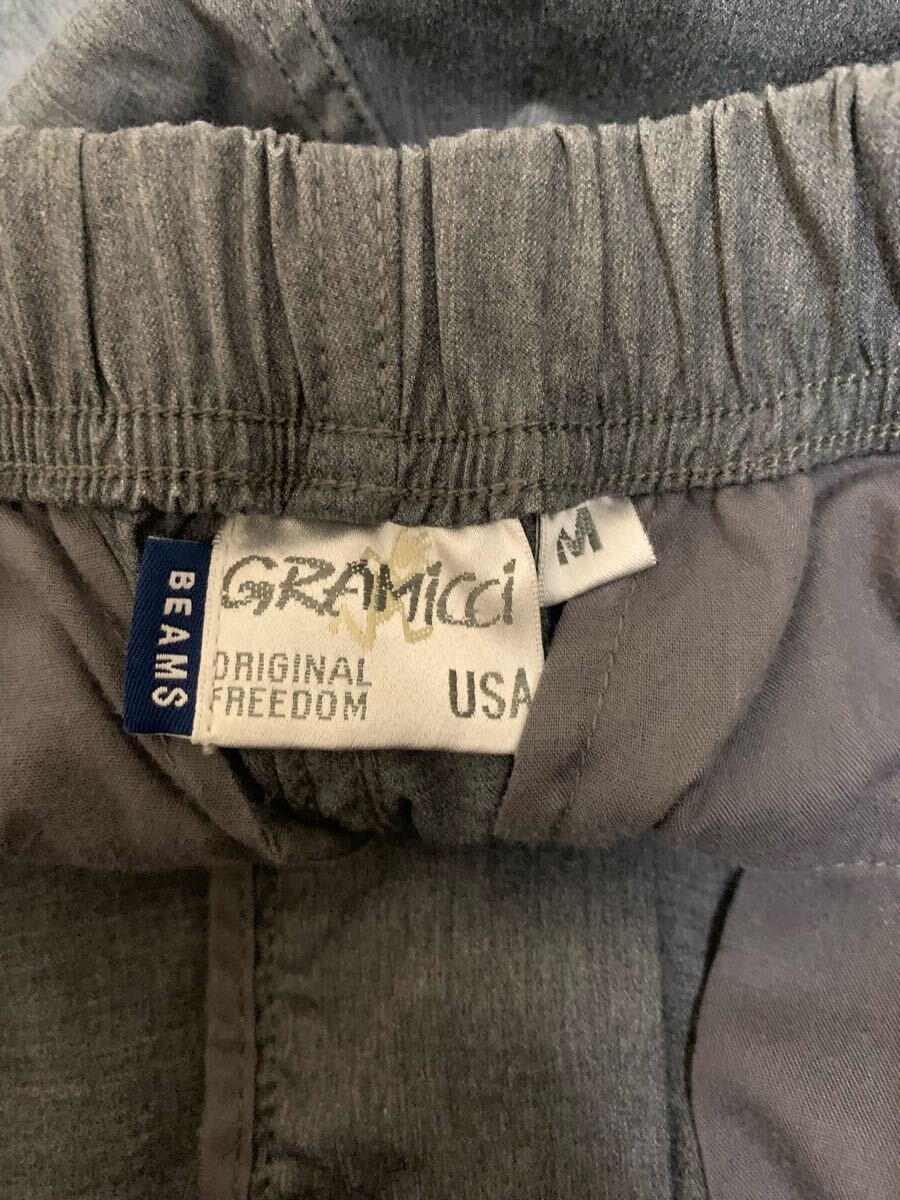 BEAMS
GRAMiCCi
ORIGINAL
FREEDOM
USA
M